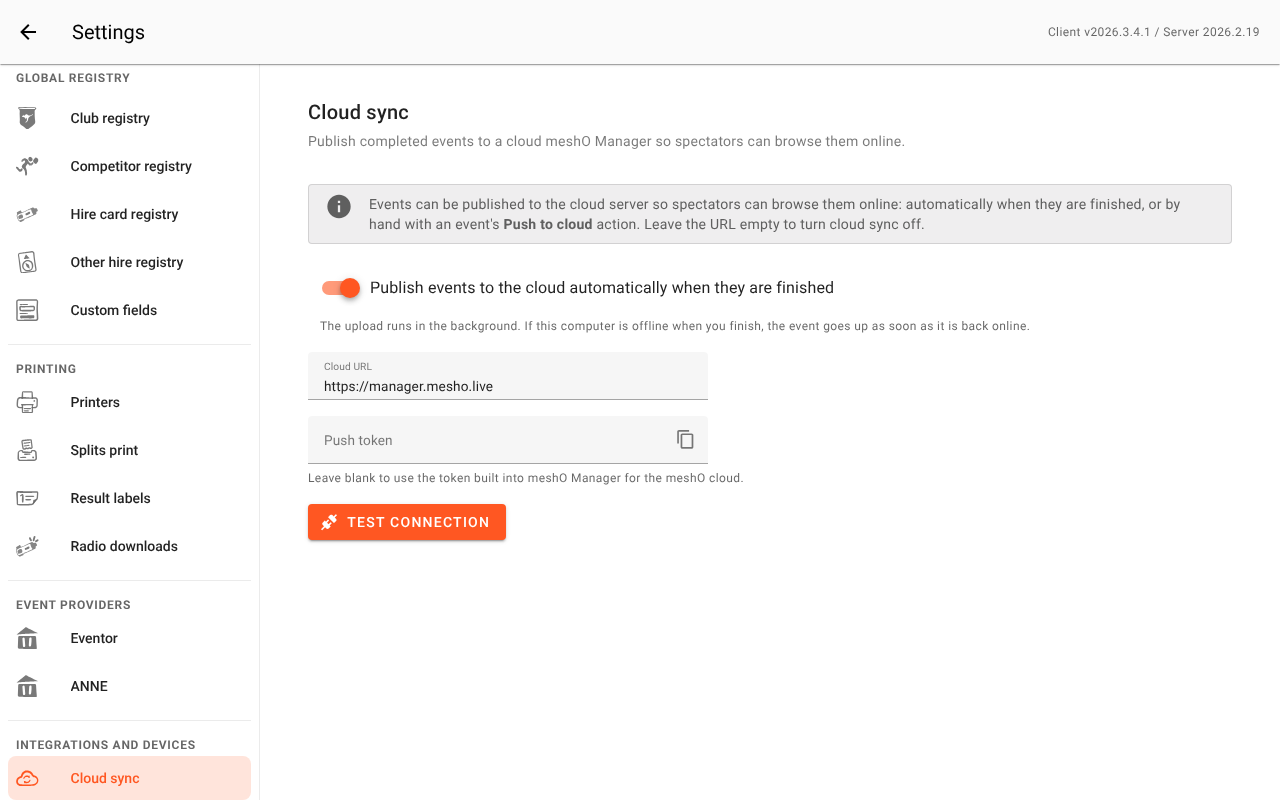 Settings
Client v2026.3.4.1 / Server 2026.2.19
GLOBAL REGISTRY
Club registry
Competitor registry
Hire card registry
Other hire registry
Custom fields
PRINTING
Printers
Splits print
Result labels
Radio downloads
EVENT PROVIDERS
Eventor
ANNE
INTEGRATIONS AND DEVICES
Cloud sync
Cloud sync
Publish completed events to a cloud meshO Manager so spectators can browse them online.
Events can be published to the cloud server so spectators can browse them online: automatically when they are finished, or by
hand with an event's Push to cloud action. Leave the URL empty to turn cloud sync off.
Publish events to the cloud automatically when they are finished
The upload runs in the background. If this computer is offline when you finish, the event goes up as soon as it is back online.
Cloud URL
https://manager.mesho.live
Push token
Leave blank to use the token built into meshO Manager for the meshO cloud.
TEST CONNECTION